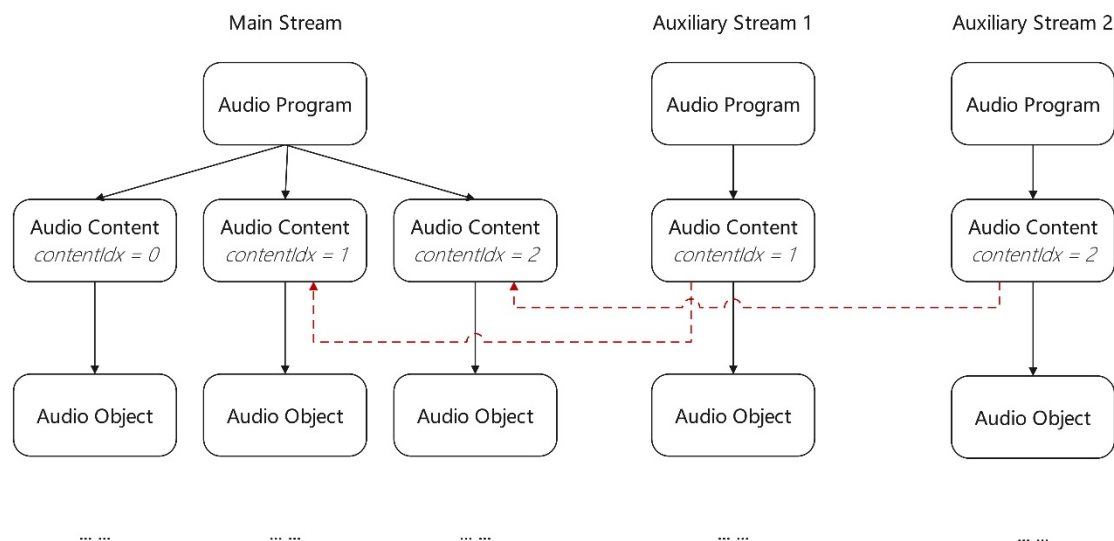 Main Stream
Auxiliary Stream 1
Auxiliary Stream 2
Audio Program
Audio Program
Audio Program
Audio Content
contentIdx = 0
Audio Content
contentIdx = 1
Audio Content
contentIdx = 2
Audio Content
contentIdx = 1
Audio Content
contentIdx = 2
Audio Object
Audio Object
Audio Object
Audio Object
Audio Object
... ...
... ...
... ...
... ...
... ...